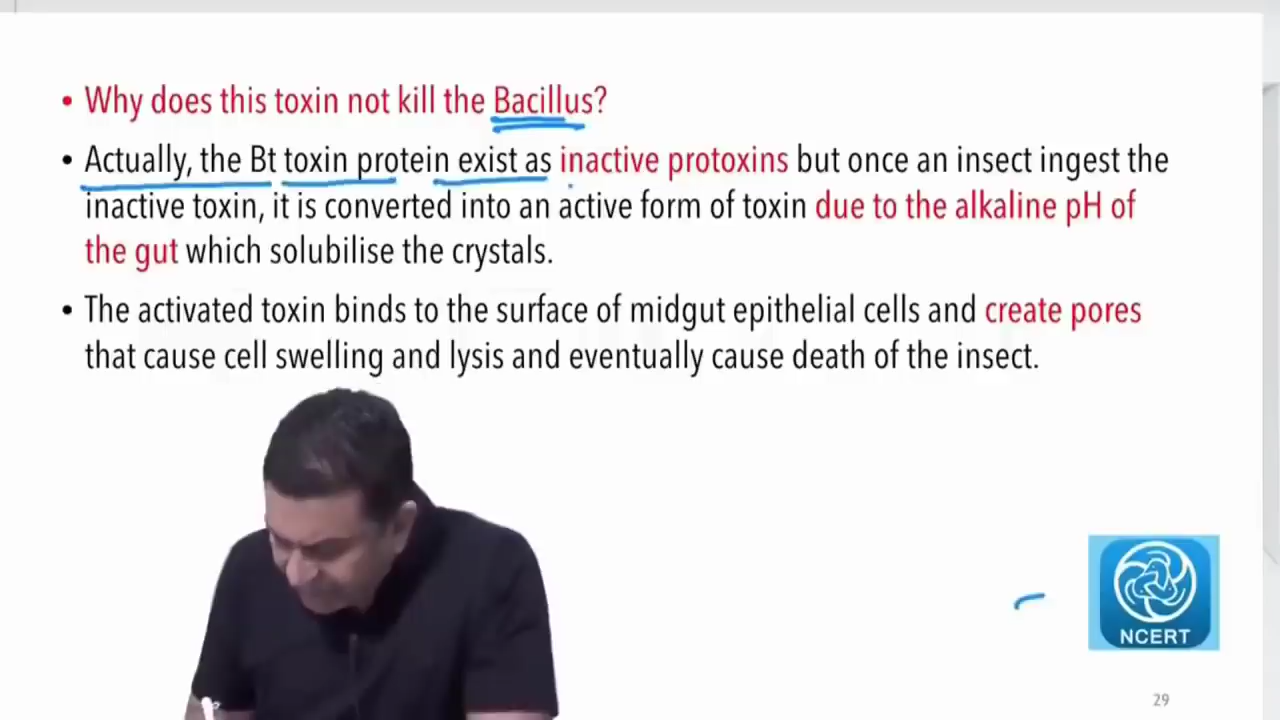 • Why does this toxin not kill the Bacillus?
• Actually, the Bt toxin protein exist as inactive protoxins but once an insect ingest the
inactive toxin, it is converted into an active form of toxin due to the alkaline pH of
the gut which solubilise the crystals.
• The activated toxin binds to the surface of midgut epithelial cells and create pores
that cause cell swelling and lysis and eventually cause death of the insect.
NCERT
29